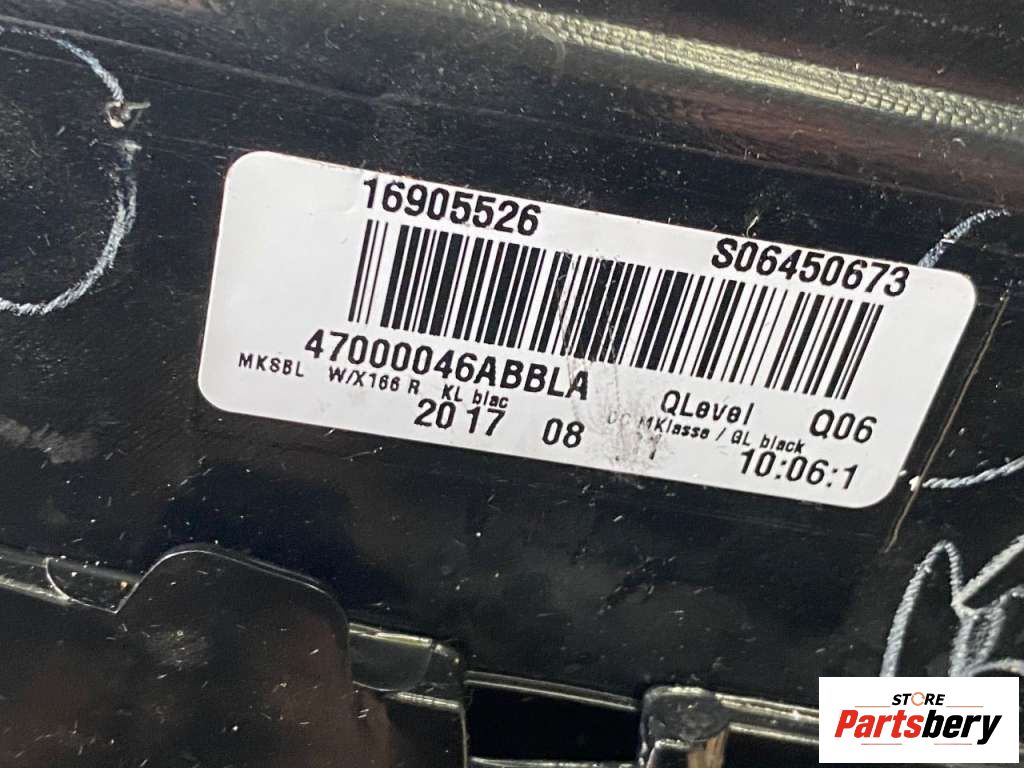 16905526
S06450673
47000046ABBLA
QLevel Q06
MKSBL W/X166 R KL blac
MKlasse / GL black
2017 08
10:06:1
STORE
Partsbery